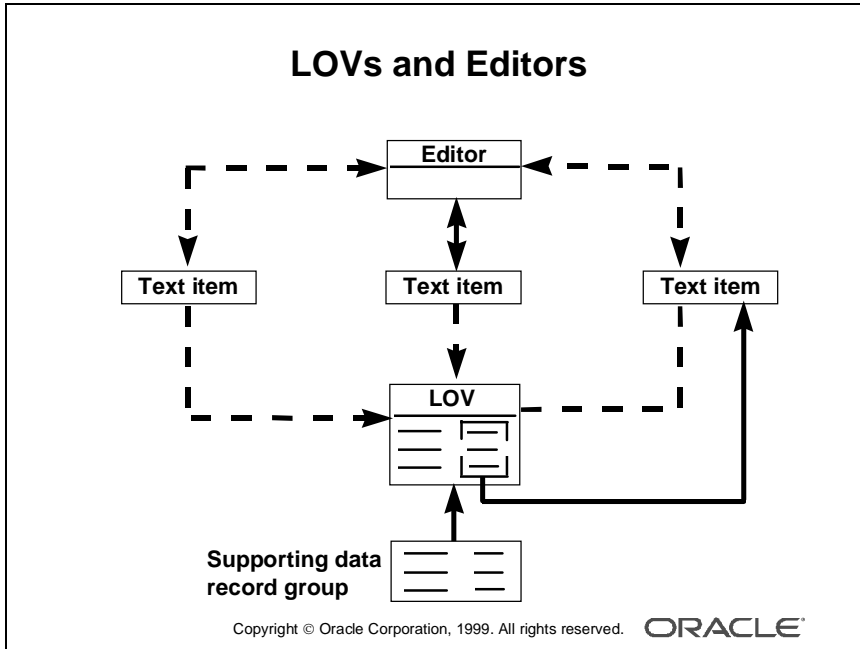 LOVs and Editors
Editor
Text item
Text item
Text item
LOV
Supporting data
record group
Copyright © Oracle Corporation, 1999. All rights reserved.
ORACLE®